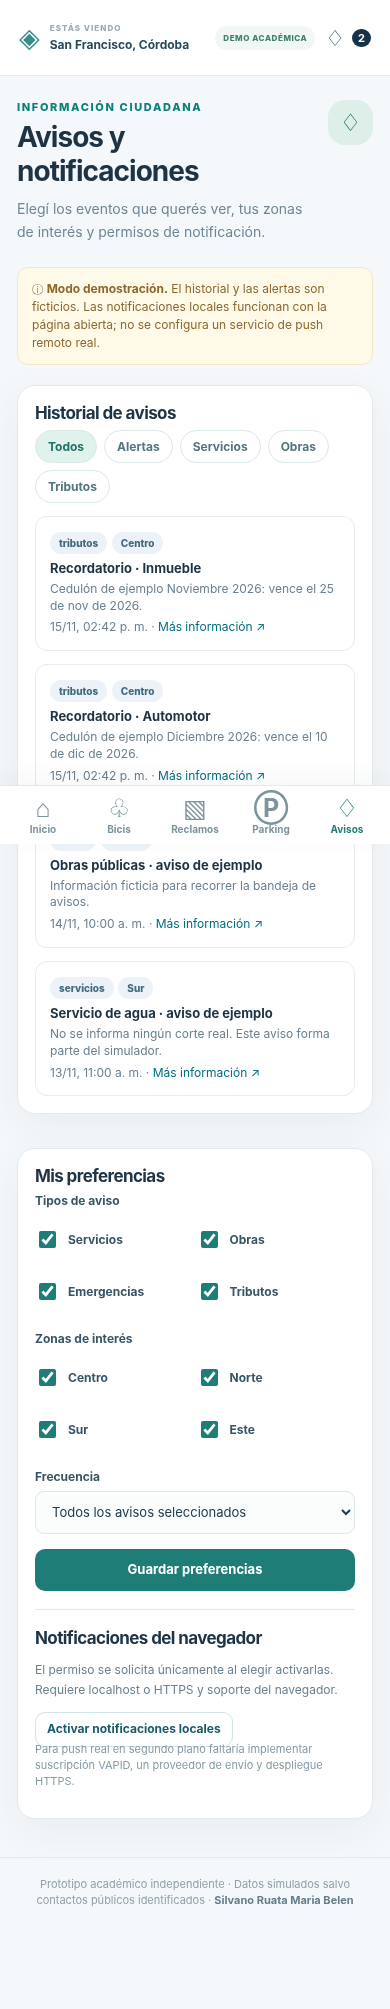 ESTÁS VIENDO
San Francisco, Córdoba
DEMO ACADÉMICA
2
INFORMACIÓN CIUDADANA
Avisos y
notificaciones
Elegí los eventos que querés ver, tus zonas
de interés y permisos de notificación.
ⓘ Modo demostración. El historial y las alertas son
ficticios. Las notificaciones locales funcionan con la
página abierta; no se configura un servicio de push
remoto real.
Historial de avisos
Todos Alertas Servicios Obras
Tributos
tributos Centro
Recordatorio · Inmueble
Cedulón de ejemplo Noviembre 2026: vence el 25
de nov de 2026.
15/11, 02:42 p. m. · Más información ↗
tributos Centro
Recordatorio · Automotor
Cedulón de ejemplo Diciembre 2026: vence el 10
de dic de 2026.
15/11, 02:42 p. m. · Más información ↗
Inicio Bicis Reclamos Ⓟ Parking Avisos
Obras públicas · aviso de ejemplo
Información ficticia para recorrer la bandeja de
avisos.
14/11, 10:00 a. m. · Más información ↗
servicios Sur
Servicio de agua · aviso de ejemplo
No se informa ningún corte real. Este aviso forma
parte del simulador.
13/11, 11:00 a. m. · Más información ↗
Mis preferencias
Tipos de aviso
Servicios Obras
Emergencias Tributos
Zonas de interés
Centro Norte
Sur Este
Frecuencia
Todos los avisos seleccionados
Guardar preferencias
Notificaciones del navegador
El permiso se solicita únicamente al elegir activarlas.
Requiere localhost o HTTPS y soporte del navegador.
Activar notificaciones locales
Para push real en segundo plano faltaría implementar
suscripción VAPID, un proveedor de envío y despliegue
HTTPS.
Prototipo académico independiente · Datos simulados salvo
contactos públicos identificados · Silvano Ruata Maria Belen